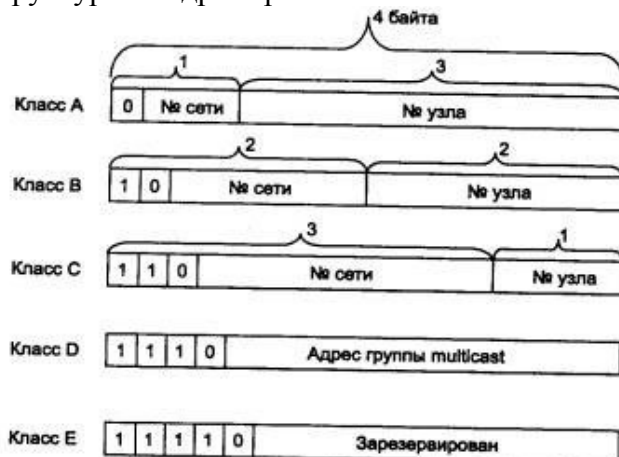 4 байта
1 3
Класс A 0 № сети № узла
2 2
Класс B 1 0 № сети № узла
3 1
Класс C 1 1 0 № сети № узла
Класс D 1 1 1 0 Адрес группы multicast
Класс E 1 1 1 1 0 Зарезервирован